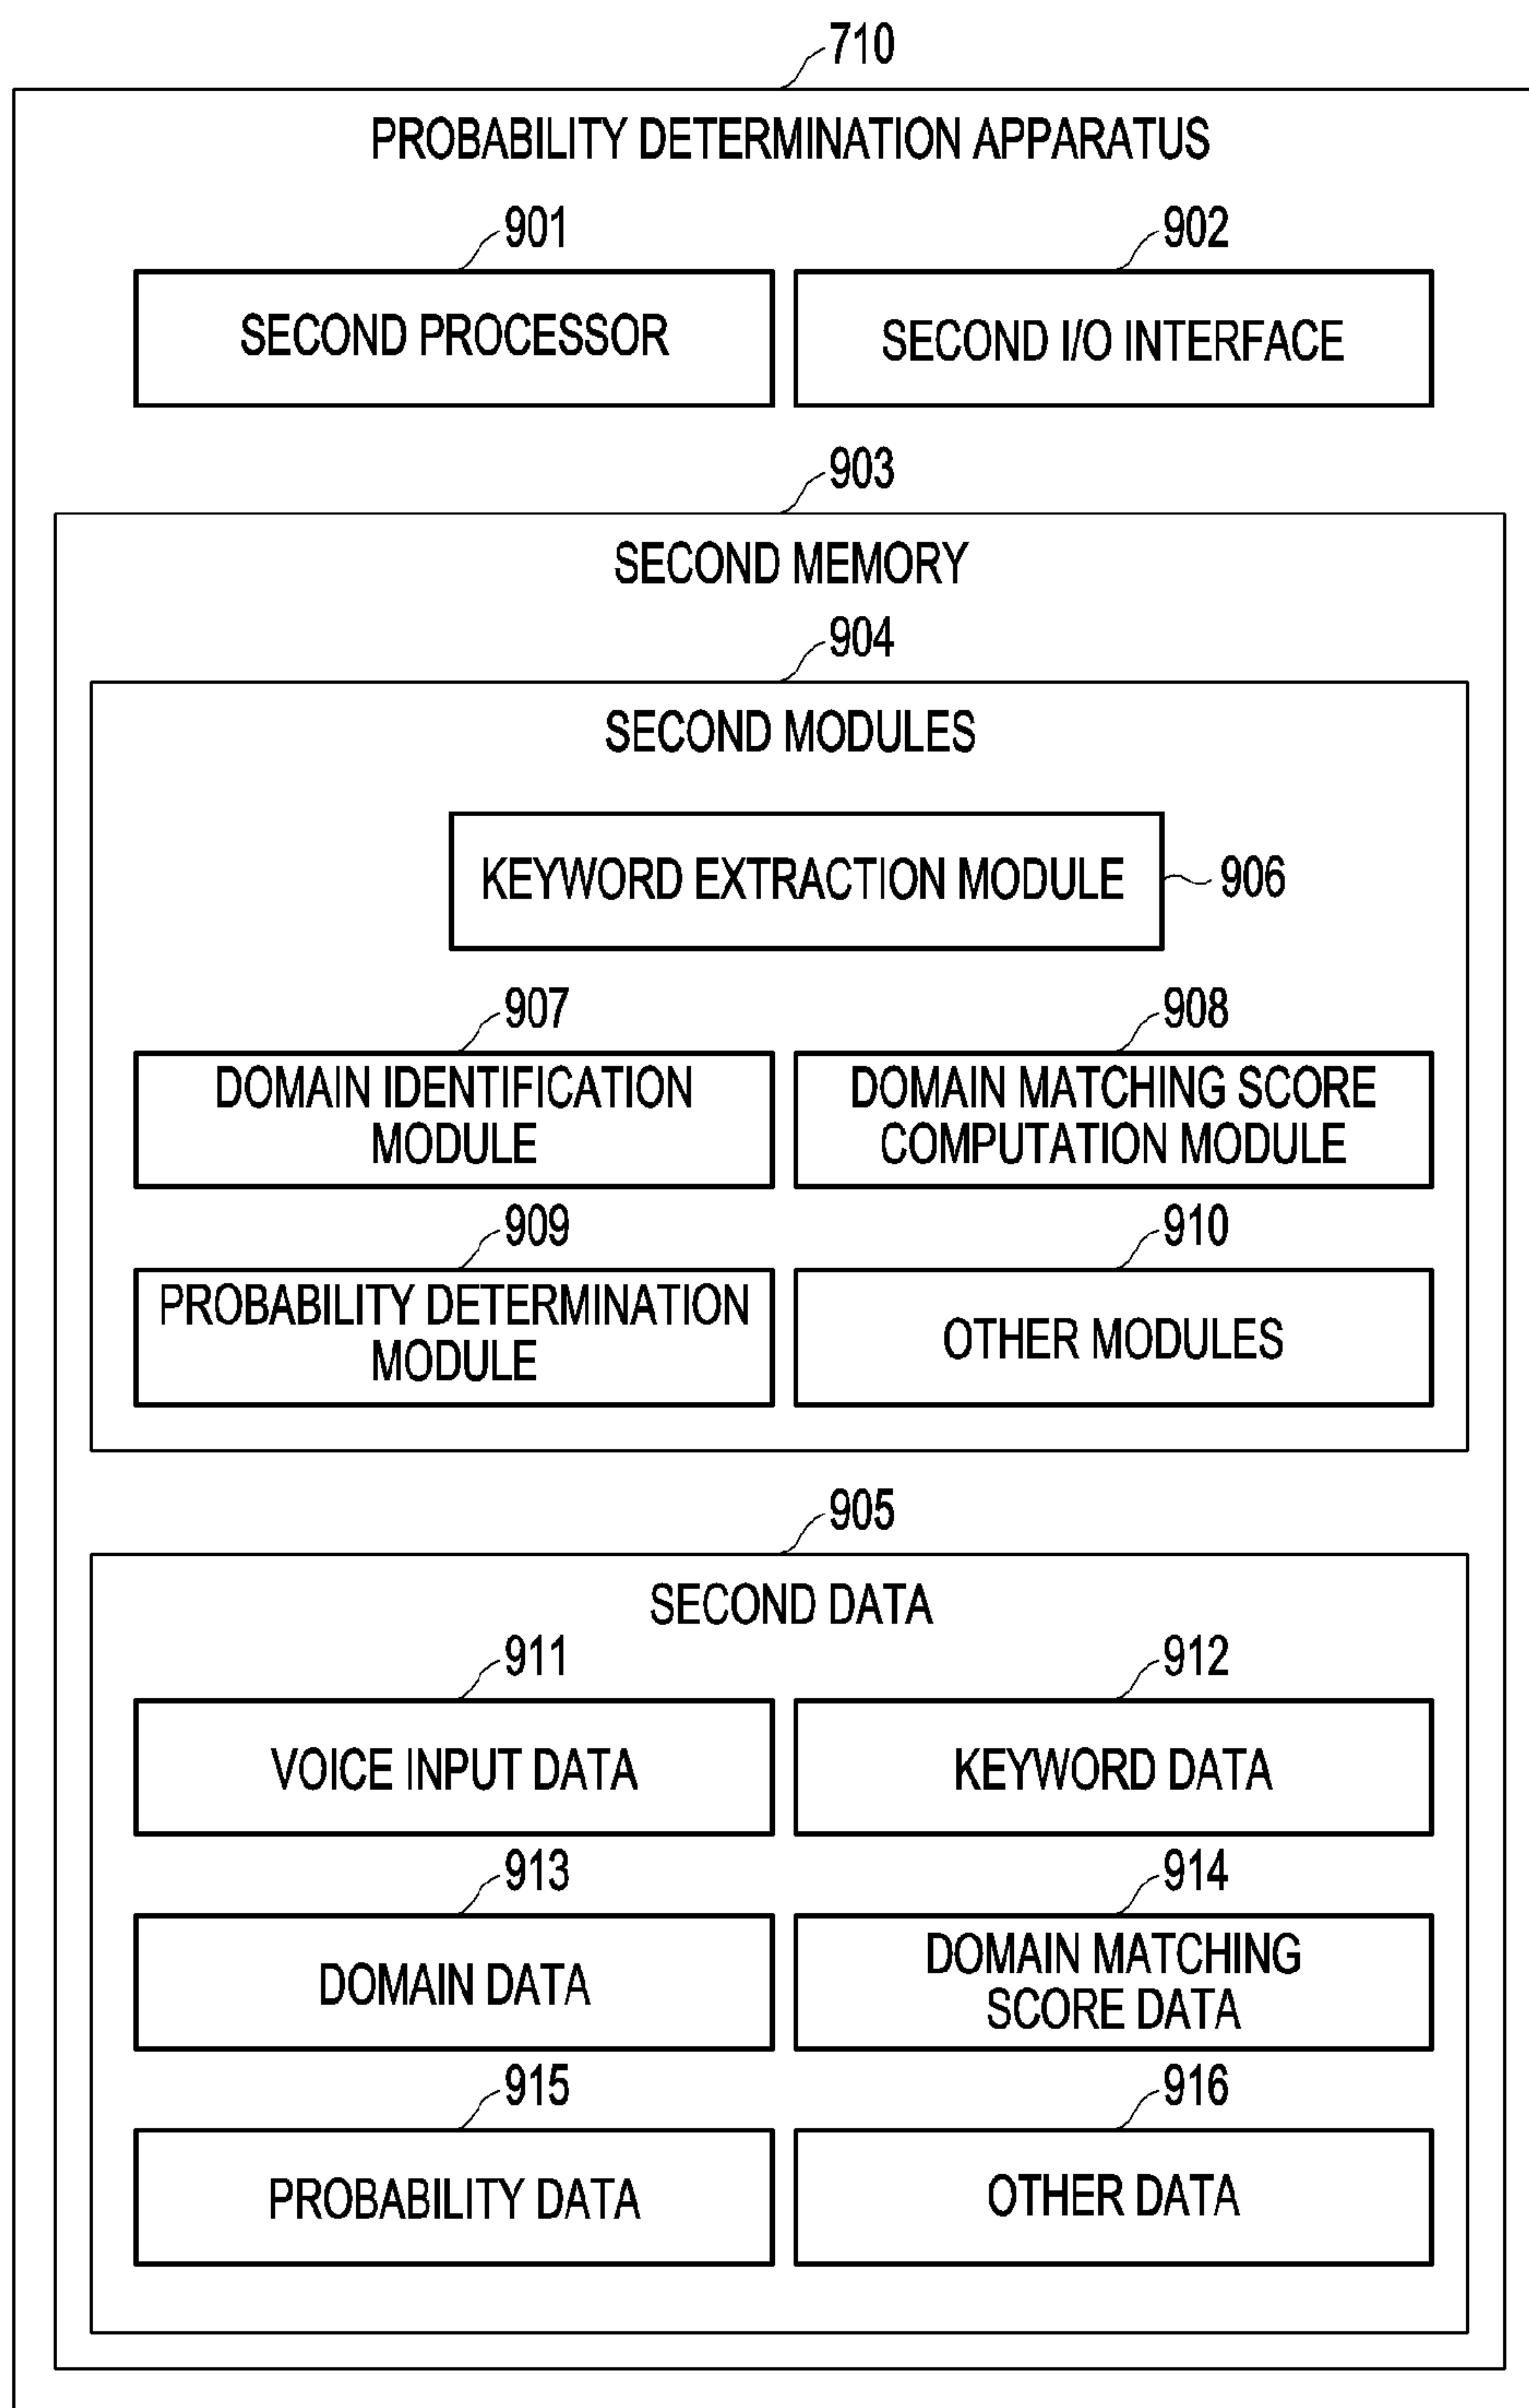 710
PROBABILITY DETERMINATION APPARATUS
901
902
SECOND PROCESSOR
SECOND I/O INTERFACE
903
SECOND MEMORY
904
SECOND MODULES
KEYWORD EXTRACTION MODULE
906
907
908
DOMAIN IDENTIFICATION
MODULE
DOMAIN MATCHING SCORE
COMPUTATION MODULE
909
910
PROBABILITY DETERMINATION
MODULE
OTHER MODULES
905
SECOND DATA
911
912
VOICE INPUT DATA
KEYWORD DATA
913
914
DOMAIN DATA
DOMAIN MATCHING
SCORE DATA
915
916
PROBABILITY DATA
OTHER DATA